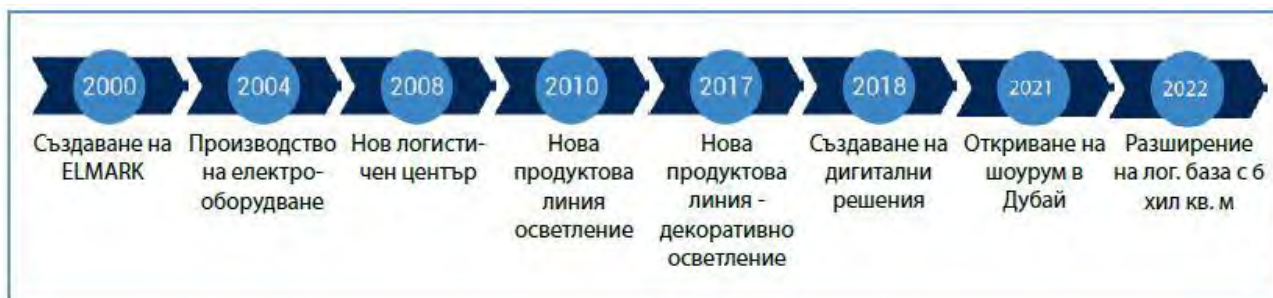 2000
Създаване на
ELMARK
2004
Производство
на електро-
оборудване
2008
Нов логисти-
чен център
2010
Нова
продуктова
линия
осветление
2017
Нова
продуктова
линия -
декоративно
осветление
2018
Създаване на
дигитални
решения
2021
Откриване на
шоурум в
Дубай
2022
Разширение
на лог. база с 6
хил кв. м